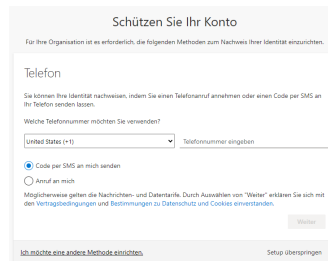 Schützen Sie Ihr Konto
Für Ihre Organisation ist es erforderlich, die folgenden Methoden zum Nachweis Ihrer Identität einzurichten.
Telefon
Sie können Ihre Identität nachweisen, indem Sie einen Telefonanruf annehmen oder einen Code per SMS an
Ihr Telefon senden lassen.
Welche Telefonnummer möchten Sie verwenden?
United States (+1) Telefonnummer eingeben
Code per SMS an mich senden
Anruf an mich
Möglicherweise gelten die Nachrichten- und Datentarife. Durch Auswählen von "Weiter" erklären Sie sich mit
den Vertragsbedingungen und Bestimmungen zu Datenschutz und Cookies einverstanden.
Weiter
Ich möchte eine andere Methode einrichten. Setup überspringen